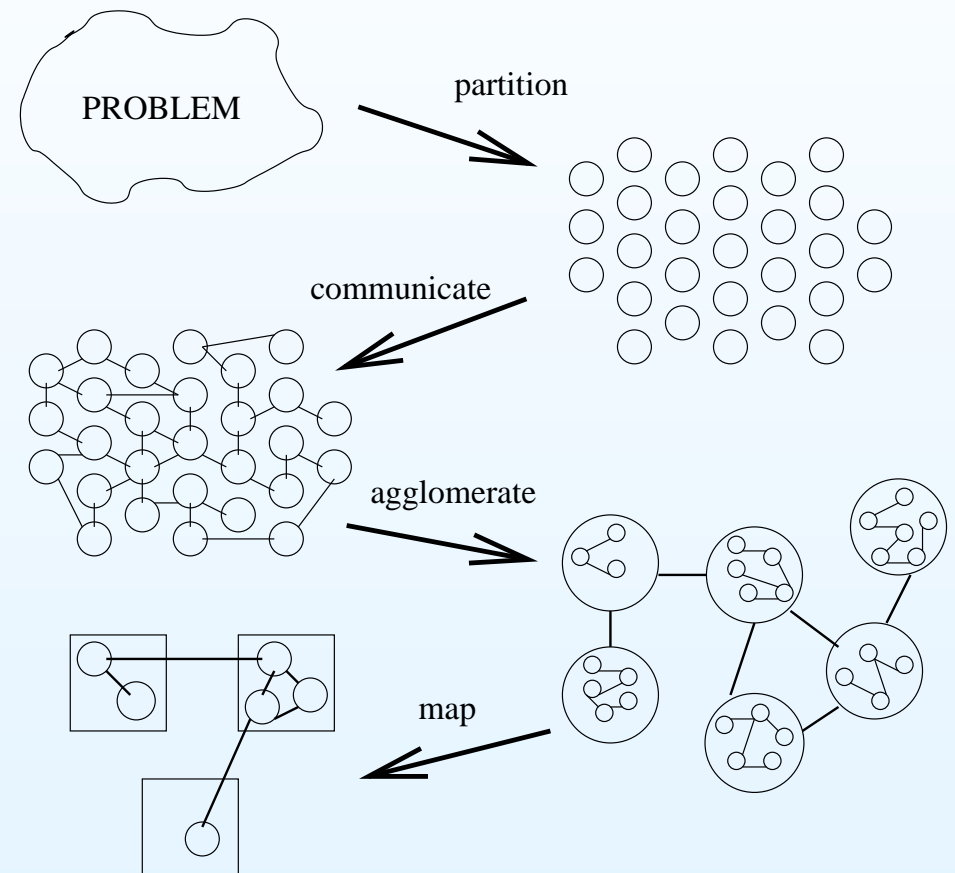 PROBLEM
partition
communicate
agglomerate
map